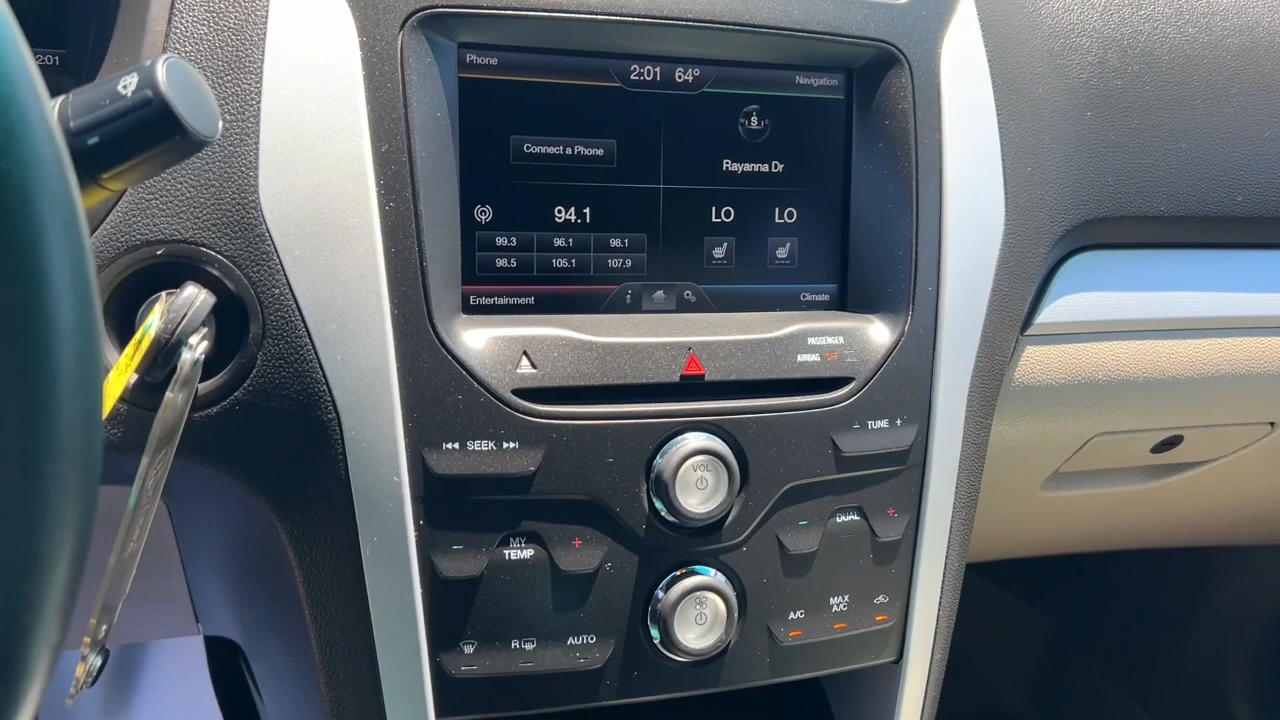 2:01
Phone
2:01 64°
Navigation
S
Connect a Phone
Rayanna Dr
94.1
LO LO
99.3 96.1 98.1
98.5 105.1 107.9
Entertainment
i
Climate
PASSENGER
AIRBAG OFF
SEEK
− TUNE +
VOL
− MY TEMP +
− DUAL +
A/C
MAX A/C
R
AUTO